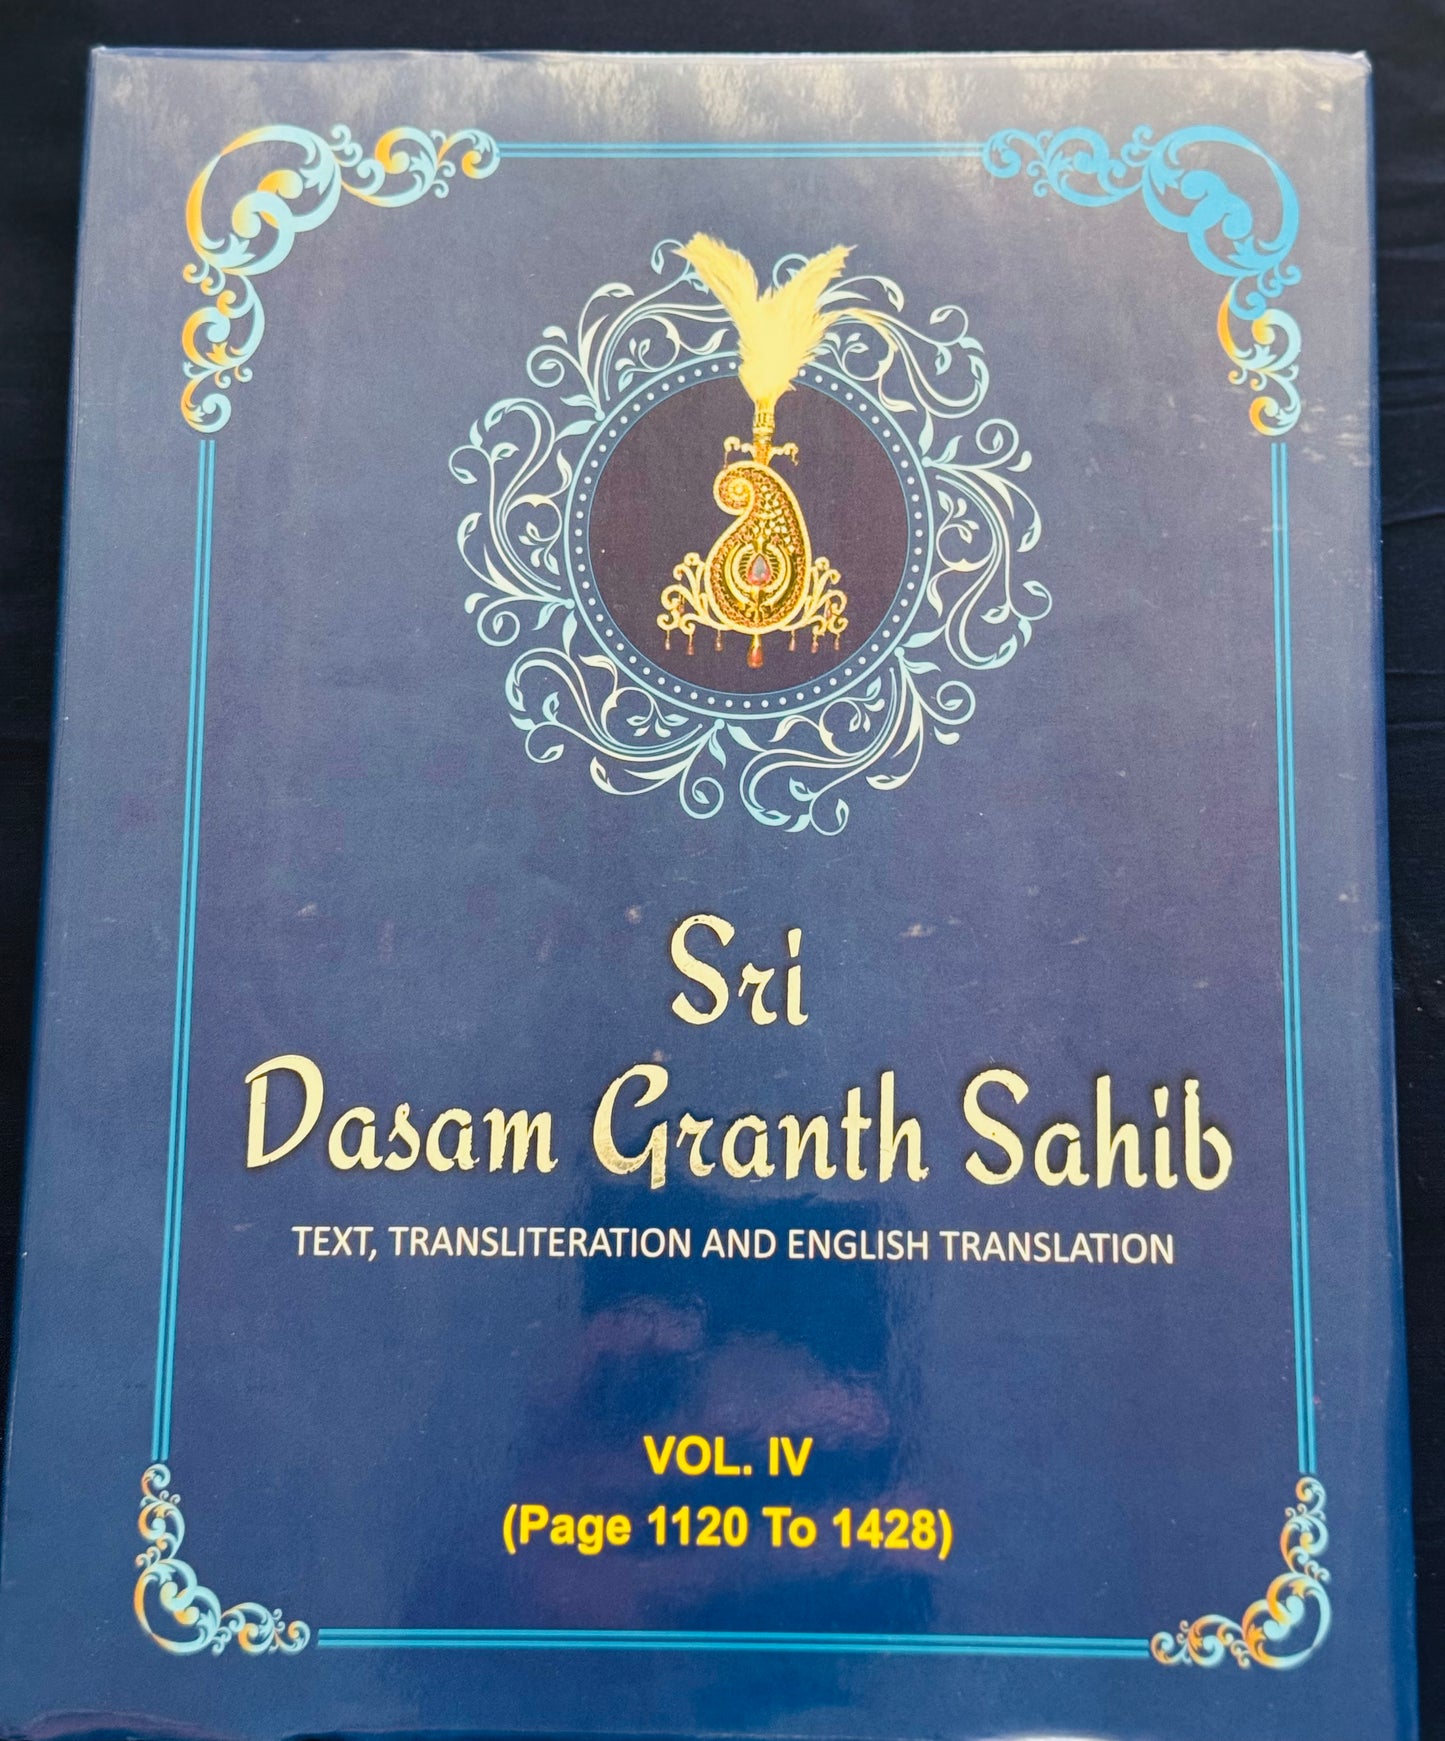 Sri
Dasam Granth Sahib
TEXT, TRANSLITERATION AND ENGLISH TRANSLATION
VOL. IV
(Page 1120 To 1428)